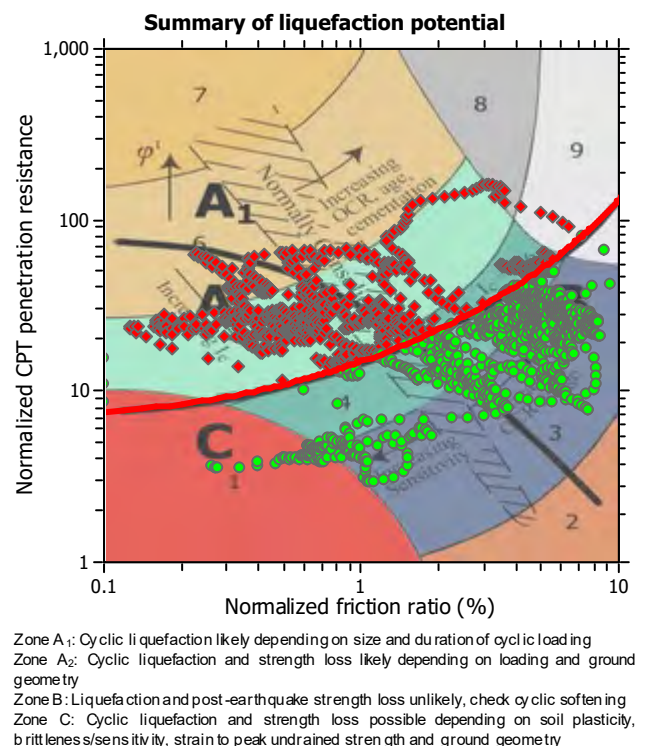 Summary of liquefaction potential
1,000
7
8
9
φ'
Increasing
OCR, age,
cementation
Normally
A1
100
6
A
Normalized CPT penetration resistance
10
4
C
3
1
Sensitivity
2
1
0.1
1
10
Normalized friction ratio (%)
Zone A1: Cyclic liquefaction likely depending on size and duration of cyclic loading
Zone A2: Cyclic liquefaction and strength loss likely depending on loading and ground
geometry
Zone B: Liquefaction and post-earthquake strength loss unlikely, check cyclic softening
Zone C: Cyclic liquefaction and strength loss possible depending on soil plasticity,
brittleness/sensitivity, strain to peak undrained strength and ground geometry